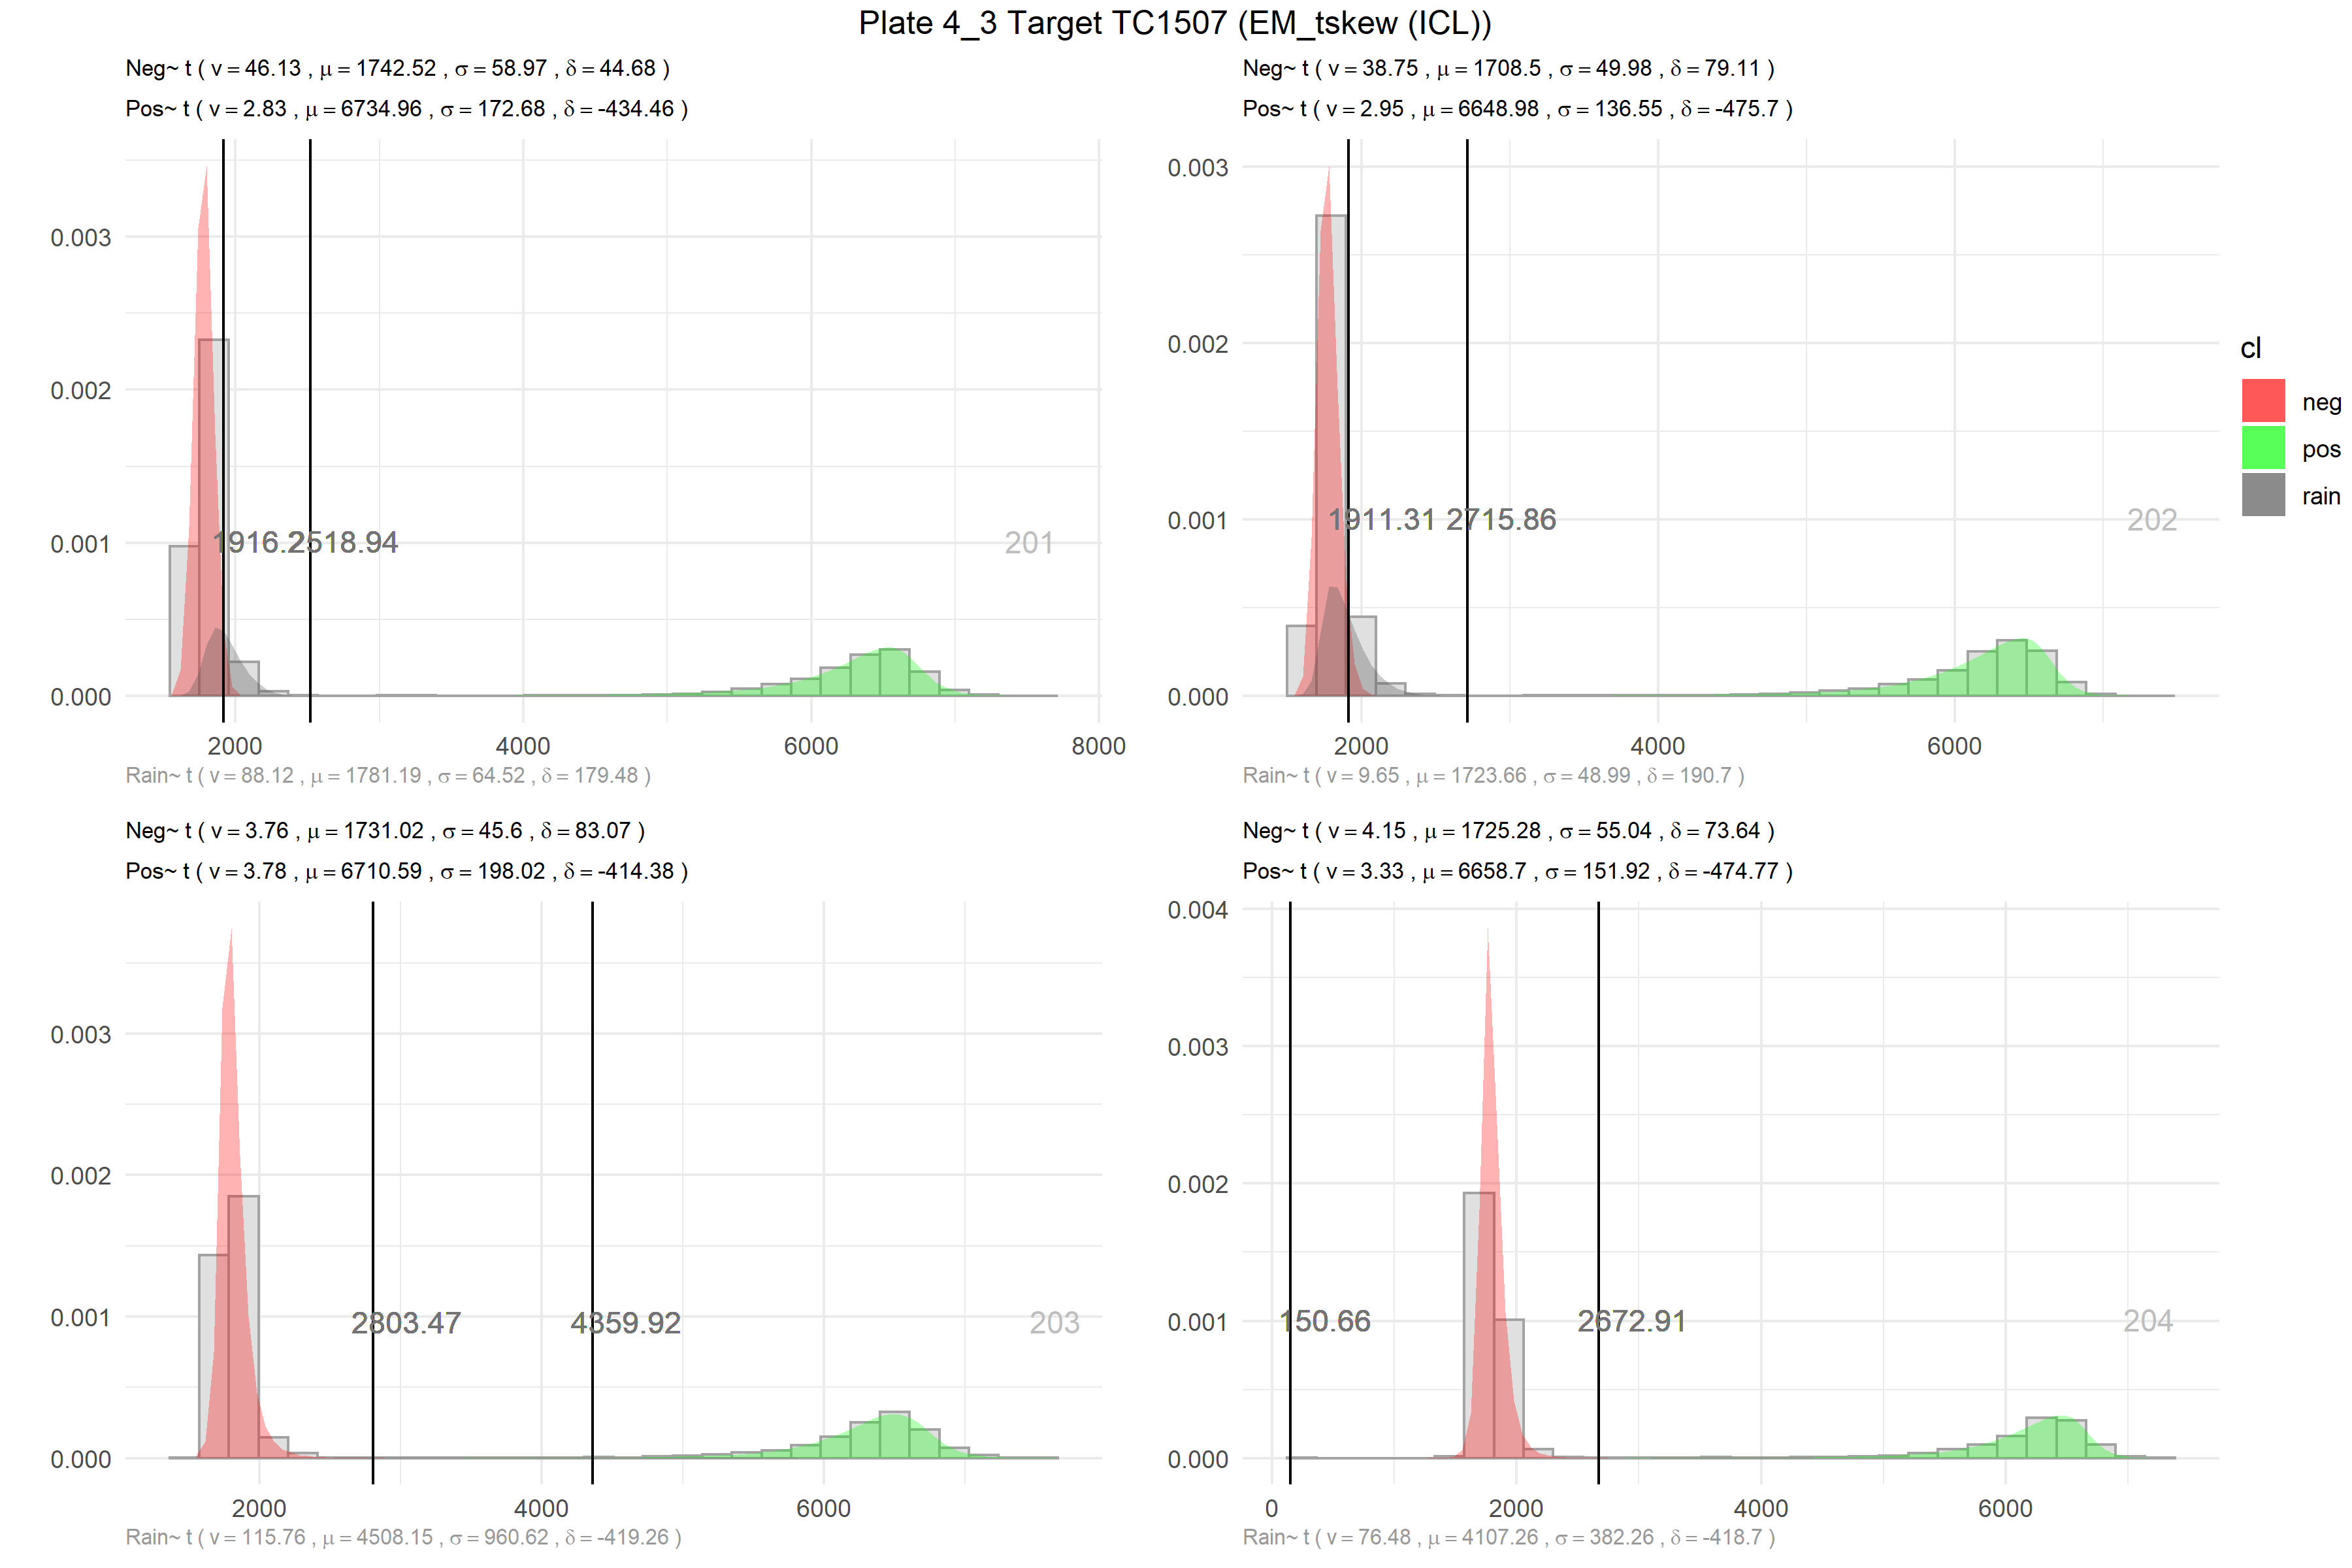 Plate 4_3 Target TC1507 (EM_tskew (ICL))
Neg~ t ( v = 46.13 , μ = 1742.52 , σ = 58.97 , δ = 44.68 )
Pos~ t ( v = 2.83 , μ = 6734.96 , σ = 172.68 , δ = -434.46 )
0.003
0.002
0.001
0.000
1916.2
2518.94
201
2000
4000
6000
8000
Rain~ t ( v = 88.12 , μ = 1781.19 , σ = 64.52 , δ = 179.48 )
Neg~ t ( v = 38.75 , μ = 1708.5 , σ = 49.98 , δ = 79.11 )
Pos~ t ( v = 2.95 , μ = 6648.98 , σ = 136.55 , δ = -475.7 )
0.003
0.002
0.001
0.000
1911.31
2715.86
202
2000
4000
6000
Rain~ t ( v = 9.65 , μ = 1723.66 , σ = 48.99 , δ = 190.7 )
cl
neg
pos
rain
Neg~ t ( v = 3.76 , μ = 1731.02 , σ = 45.6 , δ = 83.07 )
Pos~ t ( v = 3.78 , μ = 6710.59 , σ = 198.02 , δ = -414.38 )
0.003
0.002
0.001
0.000
2803.47
4359.92
203
2000
4000
6000
Rain~ t ( v = 115.76 , μ = 4508.15 , σ = 960.62 , δ = -419.26 )
Neg~ t ( v = 4.15 , μ = 1725.28 , σ = 55.04 , δ = 73.64 )
Pos~ t ( v = 3.33 , μ = 6658.7 , σ = 151.92 , δ = -474.77 )
0.004
0.003
0.002
0.001
0.000
150.66
2672.91
204
0
2000
4000
6000
Rain~ t ( v = 76.48 , μ = 4107.26 , σ = 382.26 , δ = -418.7 )